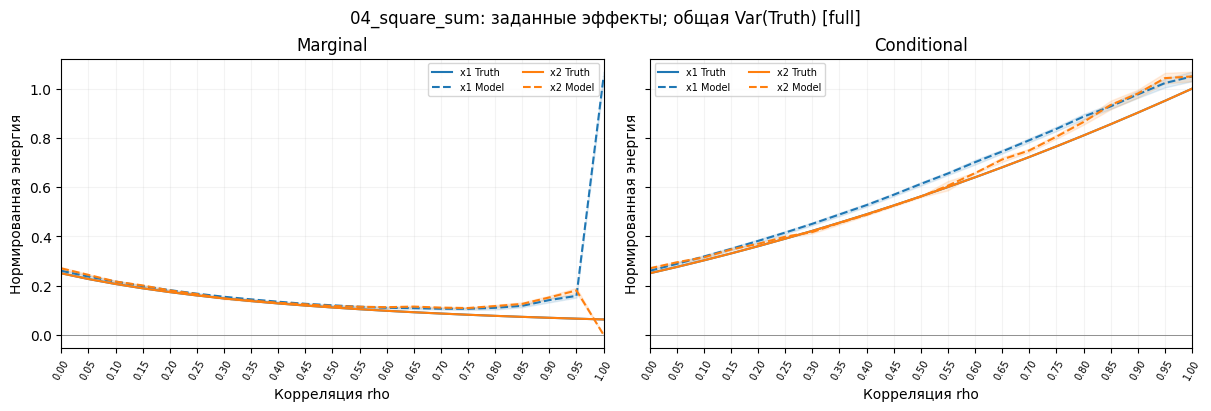 04_square_sum: заданные эффекты; общая Var(Truth) [full]
Marginal
x1 Truth
x1 Model
x2 Truth
x2 Model
Нормированная энергия
1.0
0.8
0.6
0.4
0.2
0.0
0.00 0.05 0.10 0.15 0.20 0.25 0.30 0.35 0.40 0.45 0.50 0.55 0.60 0.65 0.70 0.75 0.80 0.85 0.90 0.95 1.00
Корреляция rho
Conditional
x1 Truth
x1 Model
x2 Truth
x2 Model
Нормированная энергия
0.00 0.05 0.10 0.15 0.20 0.25 0.30 0.35 0.40 0.45 0.50 0.55 0.60 0.65 0.70 0.75 0.80 0.85 0.90 0.95 1.00
Корреляция rho